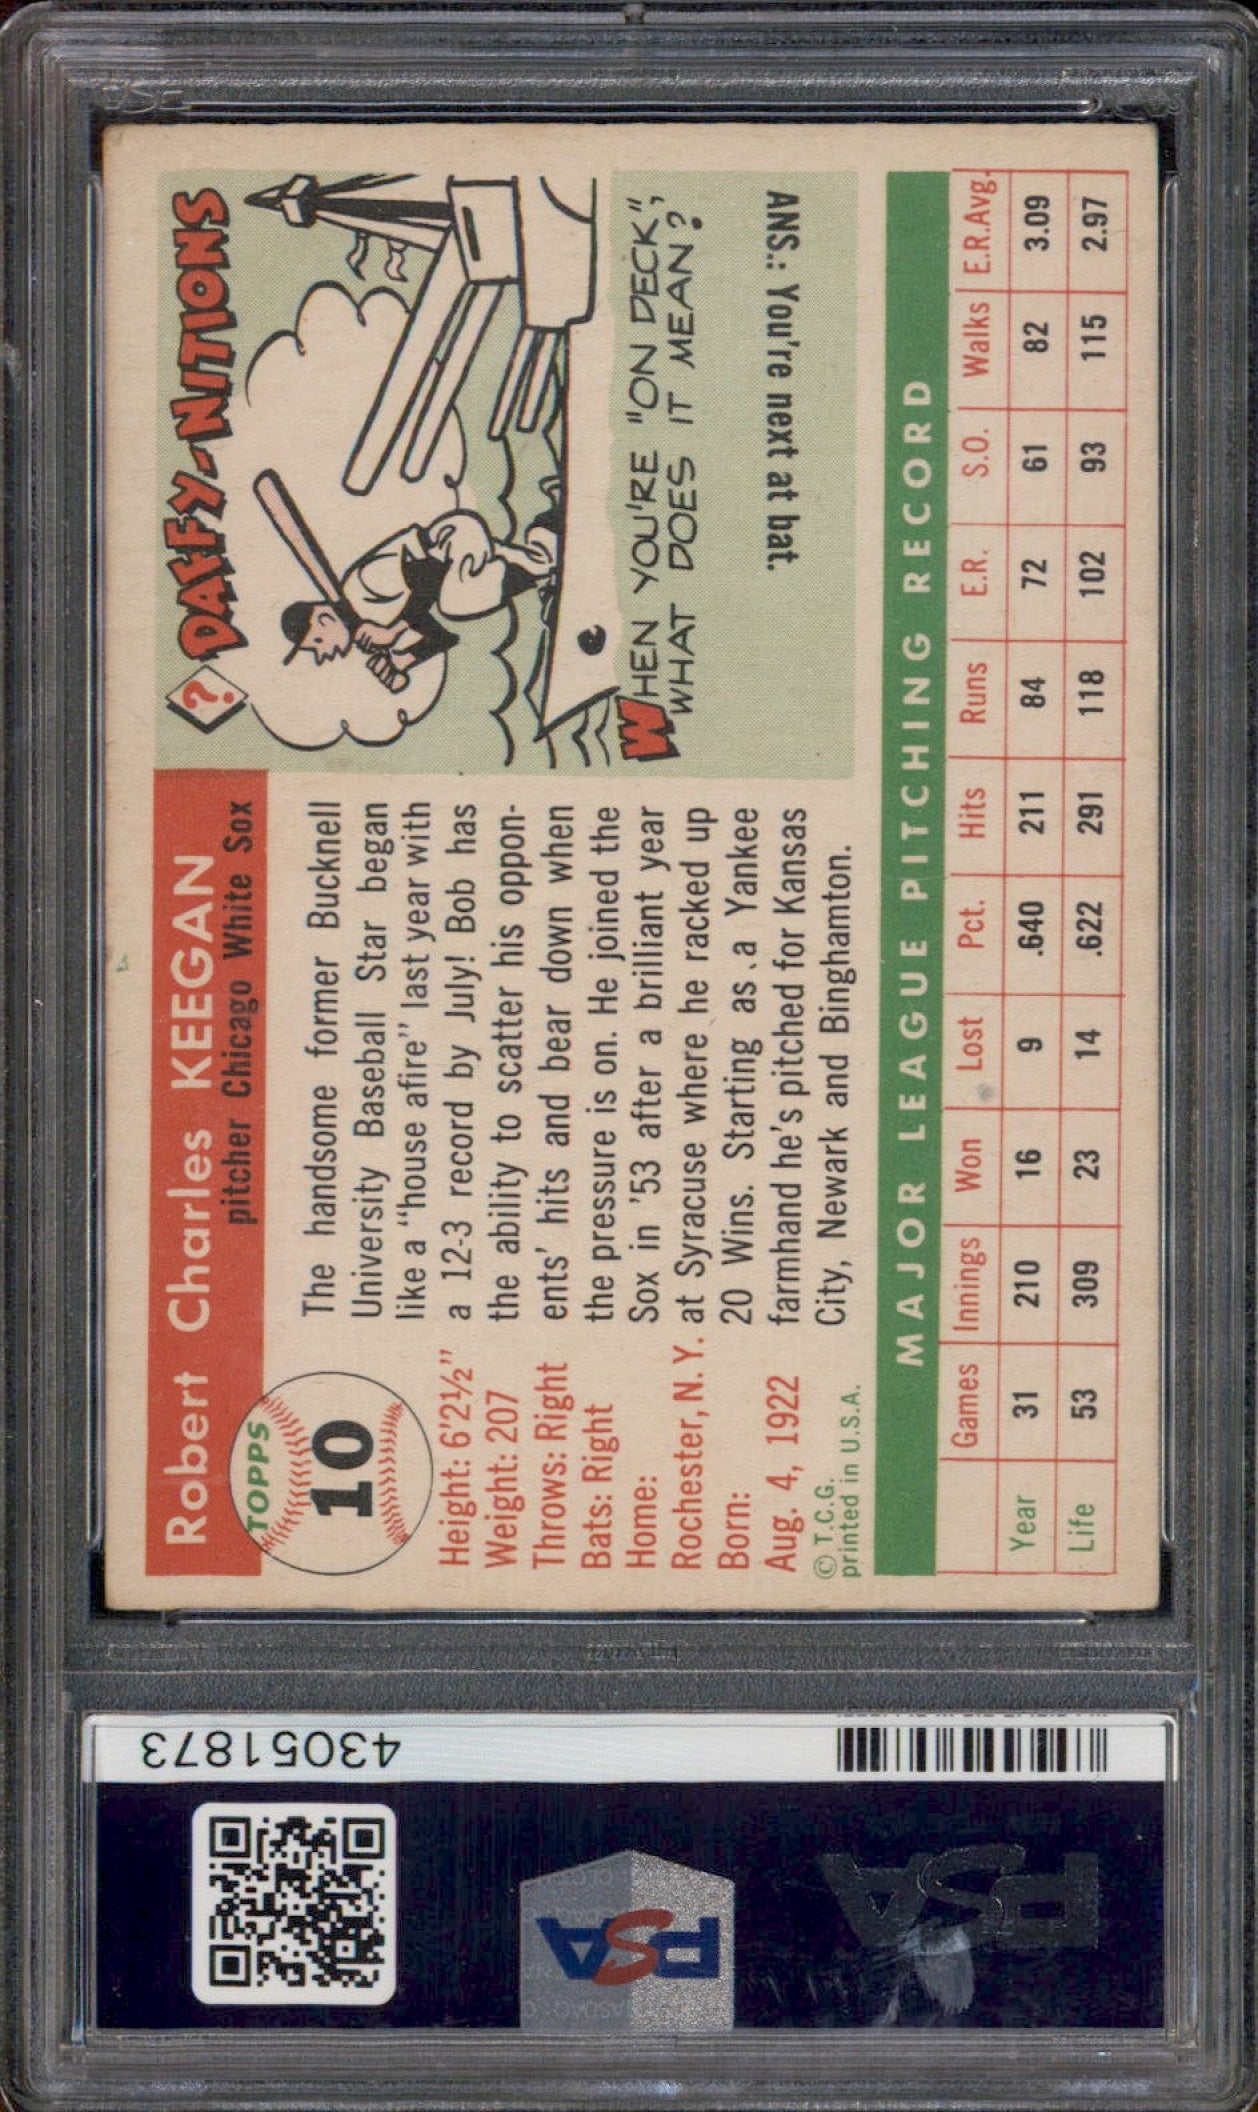 Robert Charles KEEGAN
pitcher Chicago White Sox
TOPPS
10
Height: 6'2½"
Weight: 207
Throws: Right
Bats: Right
Home:
Rochester, N. Y.
Born:
Aug. 4, 1922
© T.C.G.
printed in U.S.A.
The handsome former Bucknell
University Baseball Star began
like a "house afire" last year with
a 12-3 record by July! Bob has
the ability to scatter his oppon-
ents' hits and bear down when
the pressure is on. He joined the
Sox in '53 after a brilliant year
at Syracuse where he racked up
20 Wins. Starting as a Yankee
farmhand he's pitched for Kansas
City, Newark and Binghamton.
? DAFFY-NITIONS
WHEN YOU'RE "ON DECK",
WHAT DOES IT MEAN?
ANS.: You're next at bat.
MAJOR LEAGUE PITCHING RECORD
Games Innings Won Lost Pct. Hits Runs E.R. S.O. Walks E.R.Avg.
Year 31 210 16 9 .640 211 84 72 61 82 3.09
Life 53 309 23 14 .622 291 118 102 93 115 2.97
43051873
PSA
PSA
PSA